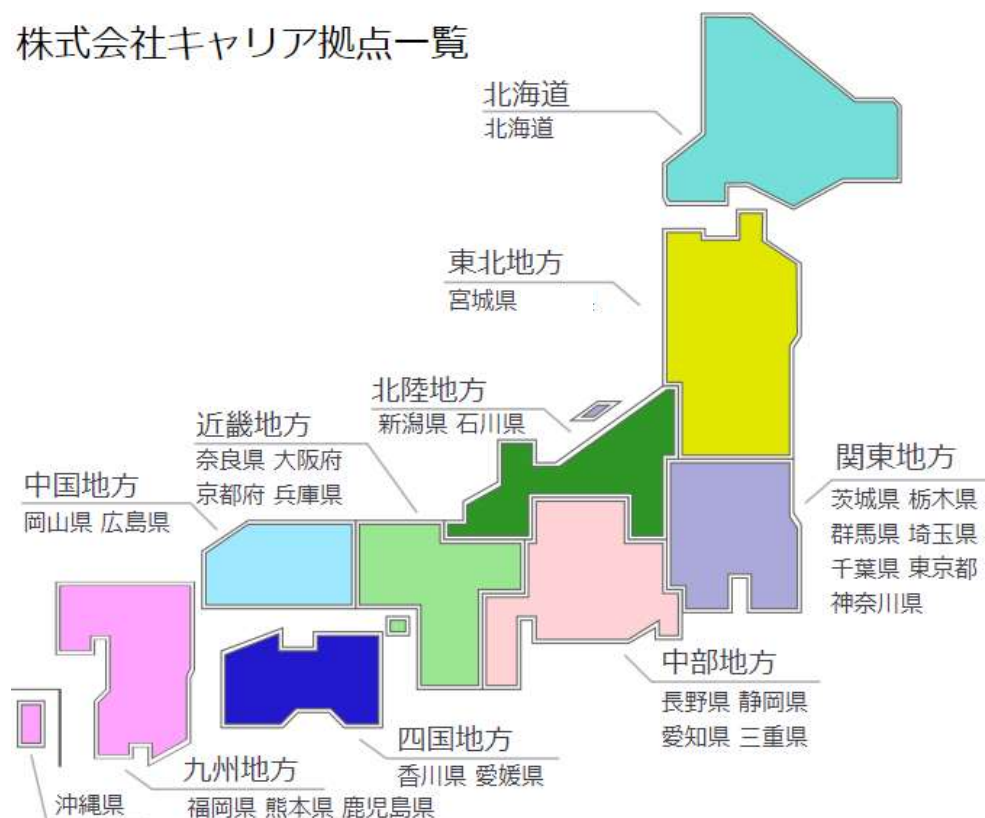 株式会社キャリア拠点一覧
北海道
北海道
東北地方
宮城県
北陸地方
新潟県 石川県
近畿地方
奈良県 大阪府
京都府 兵庫県
中国地方
岡山県 広島県
関東地方
茨城県 栃木県
群馬県 埼玉県
千葉県 東京都
神奈川県
中部地方
長野県 静岡県
愛知県 三重県
四国地方
香川県 愛媛県
九州地方
福岡県 熊本県 鹿児島県
沖縄県